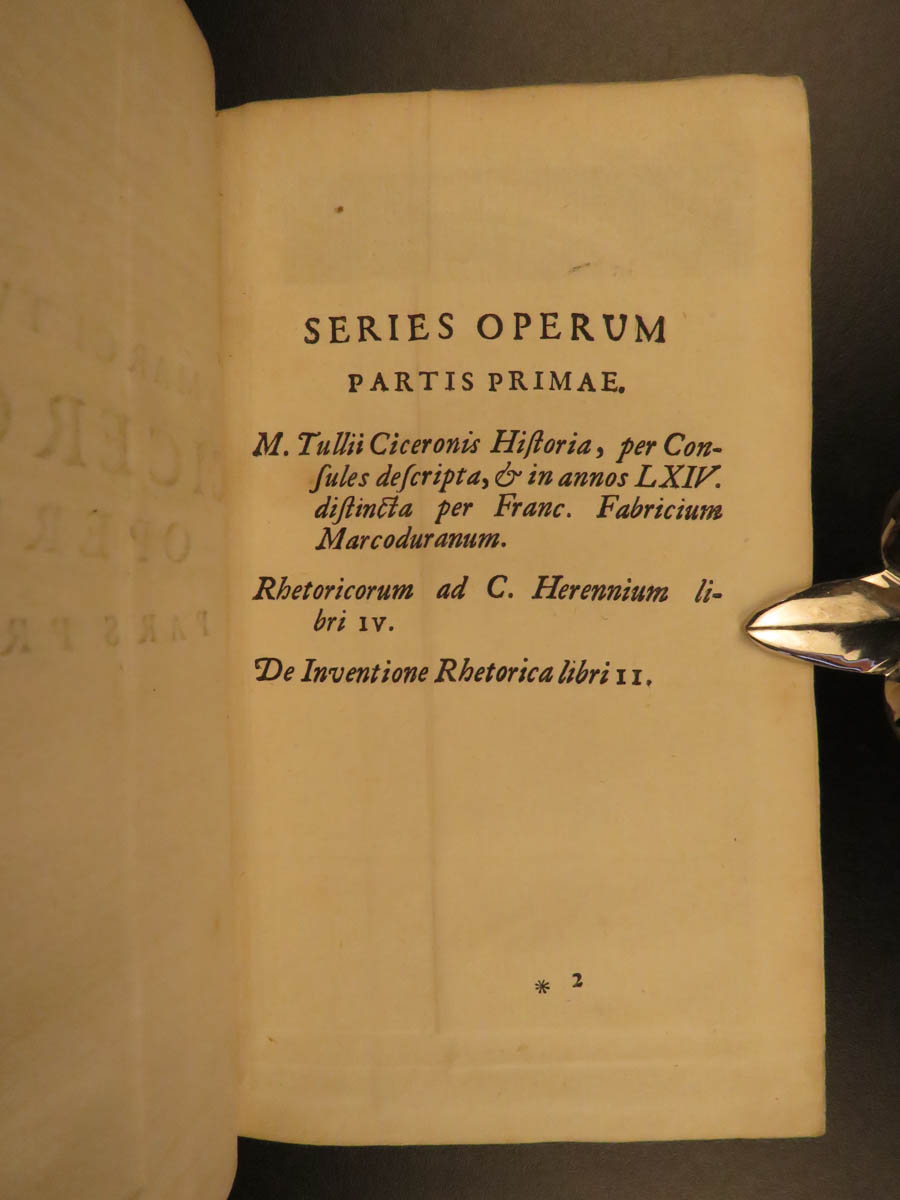 SERIES OPERUM
PARTIS PRIMAE.
M. Tullii Ciceronis Hiſtoria, per Con-
ſules deſcripta, & in annos LXIV.
diſtincta per Franc. Fabricium
Marcoduranum.
Rhetoricorum ad C. Herennium li-
bri IV.
De Inventione Rhetorica libri II.
* 2